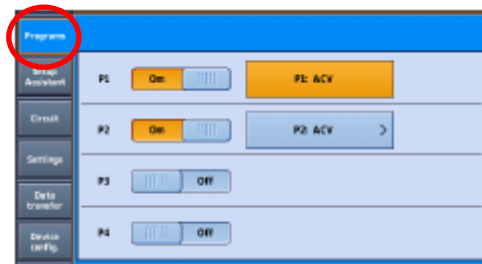 Programs
Setup
Assistant
P1 On P1: ACV
Circuit
P2 On P2: ACV >
Settings
P3 Off
Data
transfer
P4 Off
Device
config.